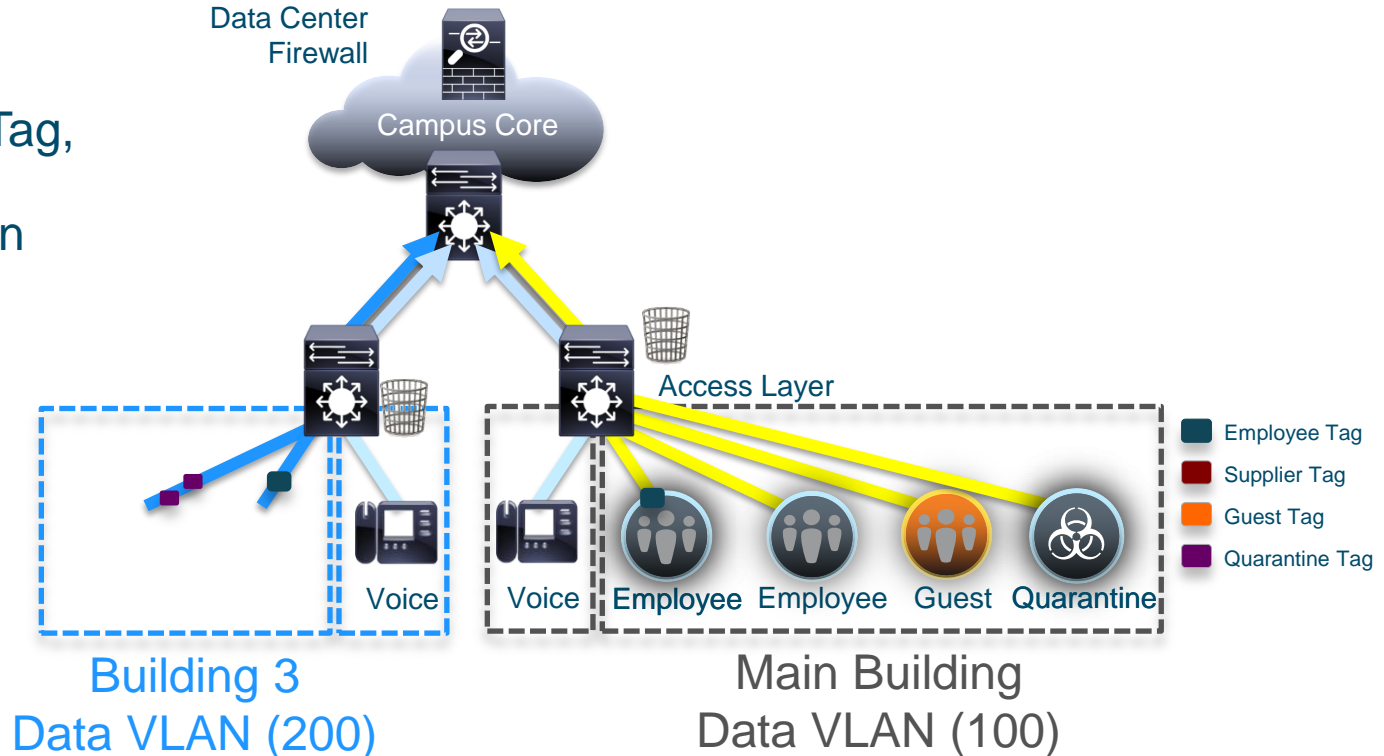 Data Center
Firewall
Tag,
n
Campus Core
Access Layer
Employee Tag
Supplier Tag
Guest Tag
Quarantine Tag
Voice
Voice
Employee
Employee
Guest
Quarantine
Building 3
Data VLAN (200)
Main Building
Data VLAN (100)